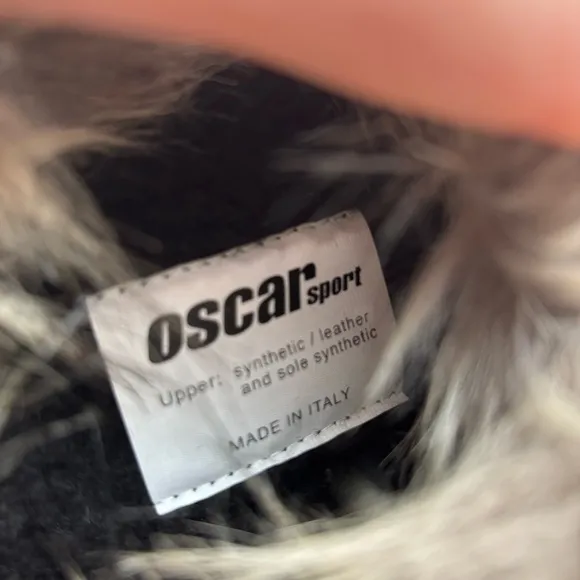 oscar sport
Upper: synthetic / leather
and sole synthetic
MADE IN ITALY